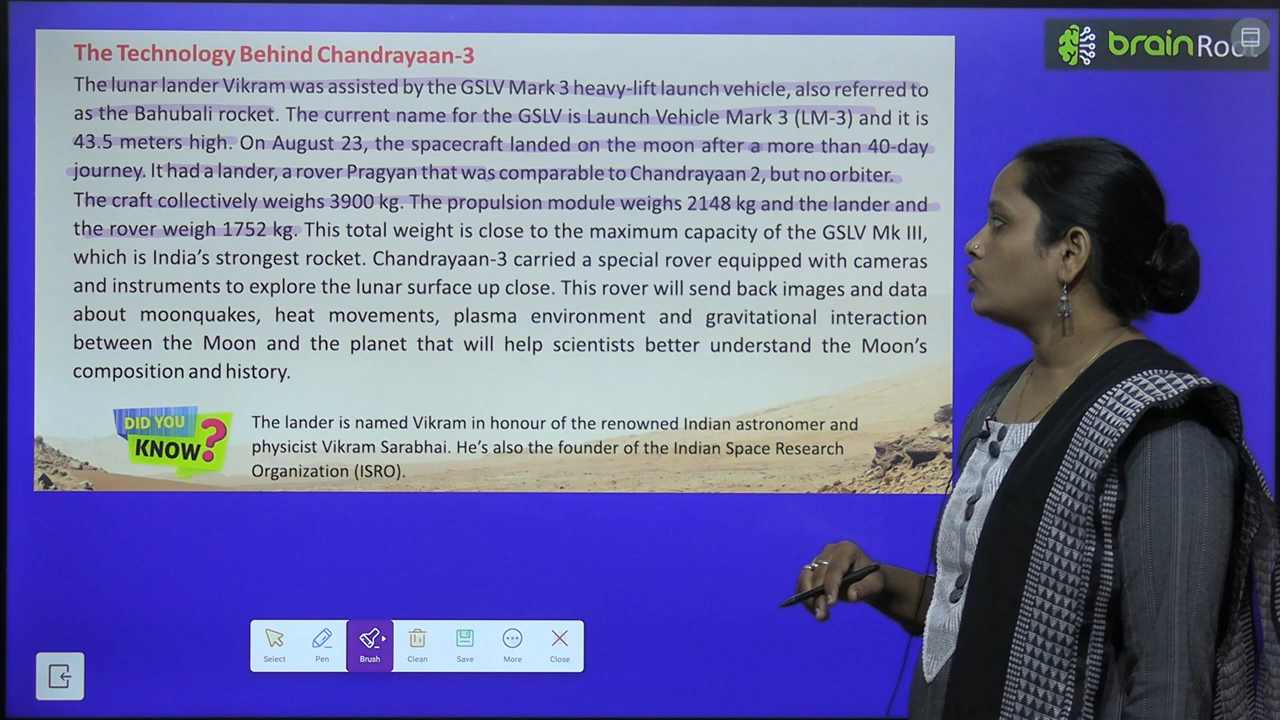 The Technology Behind Chandrayaan-3
The lunar lander Vikram was assisted by the GSLV Mark 3 heavy-lift launch vehicle, also referred to
as the Bahubali rocket. The current name for the GSLV is Launch Vehicle Mark 3 (LM-3) and it is
43.5 meters high. On August 23, the spacecraft landed on the moon after a more than 40-day
journey. It had a lander, a rover Pragyan that was comparable to Chandrayaan 2, but no orbiter.
The craft collectively weighs 3900 kg. The propulsion module weighs 2148 kg and the lander and
the rover weigh 1752 kg. This total weight is close to the maximum capacity of the GSLV Mk III,
which is India's strongest rocket. Chandrayaan-3 carried a special rover equipped with cameras
and instruments to explore the lunar surface up close. This rover will send back images and data
about moonquakes, heat movements, plasma environment and gravitational interaction
between the Moon and the planet that will help scientists better understand the Moon's
composition and history.
DID YOU
KNOW?
The lander is named Vikram in honour of the renowned Indian astronomer and
physicist Vikram Sarabhai. He's also the founder of the Indian Space Research
Organization (ISRO).
brainRoot
Select Pen Brush Clean Save More Close